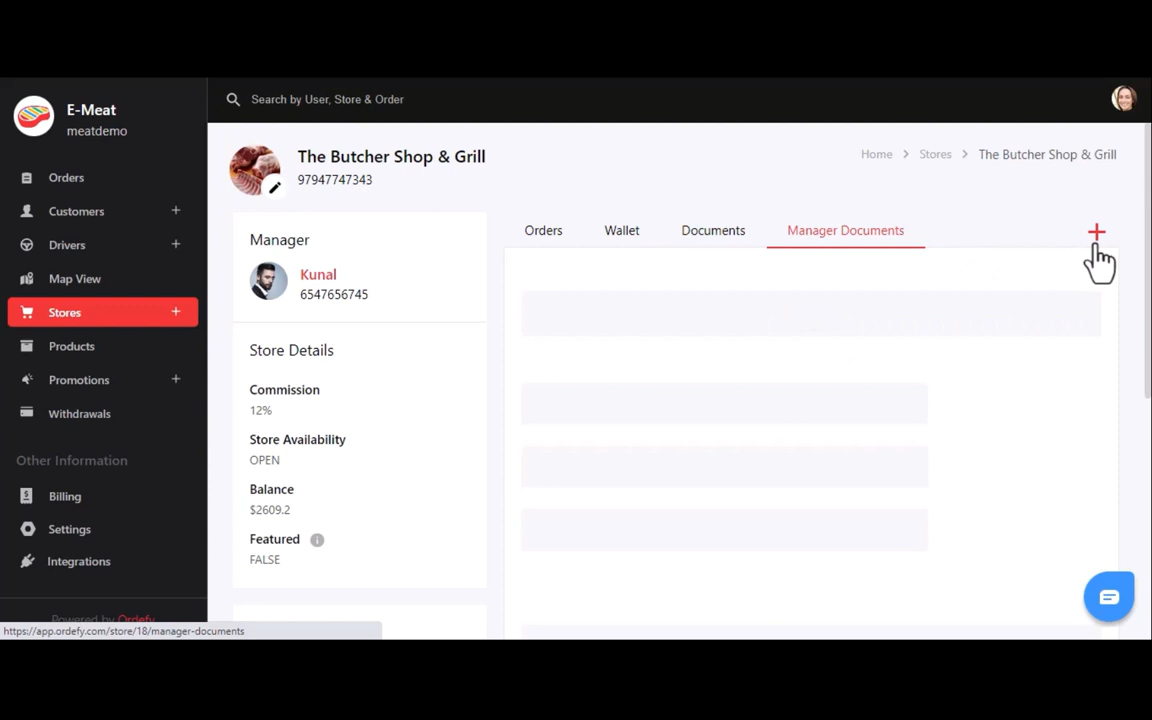 E-Meat
meatdemo
Search by User, Store & Order
Orders
Customers
Drivers
Map View
Stores
Products
Promotions
Withdrawals
Other Information
Billing
Settings
Integrations
Powered by Ordefy
The Butcher Shop & Grill
97947747343
Home > Stores > The Butcher Shop & Grill
Manager
Kunal
6547656745
Store Details
Commission
12%
Store Availability
OPEN
Balance
$2609.2
Featured
FALSE
Orders Wallet Documents Manager Documents
https://app.ordefy.com/store/18/manager-documents